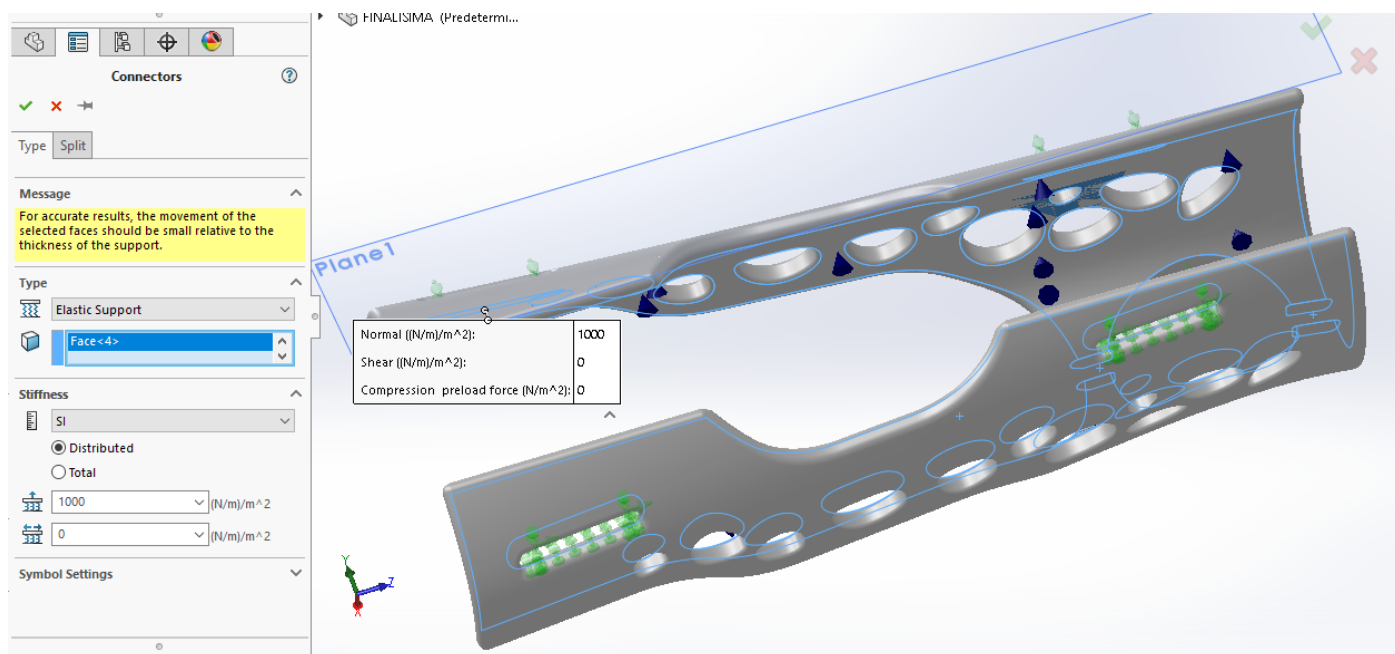 FINALISIMA (Predetermi...
Connectors
Type
Split
Message
For accurate results, the movement of the
selected faces should be small relative to the
thickness of the support.
Type
Elastic Support
Face<4>
Stiffness
SI
Distributed
Total
1000
(N/m)/m^2
0
(N/m)/m^2
Symbol Settings
Plane1
Normal ((N/m)/m^2):
1000
Shear ((N/m)/m^2):
0
Compression preload force (N/m^2):
0
Y
Z
X